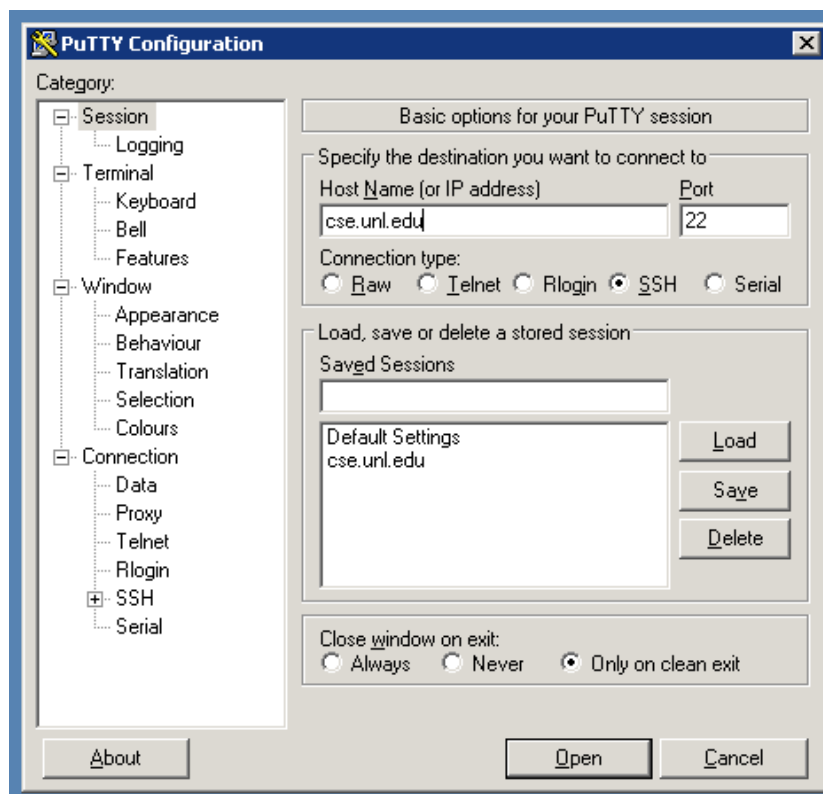 PuTTY Configuration
Category:
Session
Logging
Terminal
Keyboard
Bell
Features
Window
Appearance
Behaviour
Translation
Selection
Colours
Connection
Data
Proxy
Telnet
Rlogin
SSH
Serial
Basic options for your PuTTY session
Specify the destination you want to connect to
Host Name (or IP address) Port
cse.unl.edu 22
Connection type:
Raw Telnet Rlogin SSH Serial
Load, save or delete a stored session
Saved Sessions
Default Settings
cse.unl.edu
Load
Save
Delete
Close window on exit:
Always Never Only on clean exit
About Open Cancel